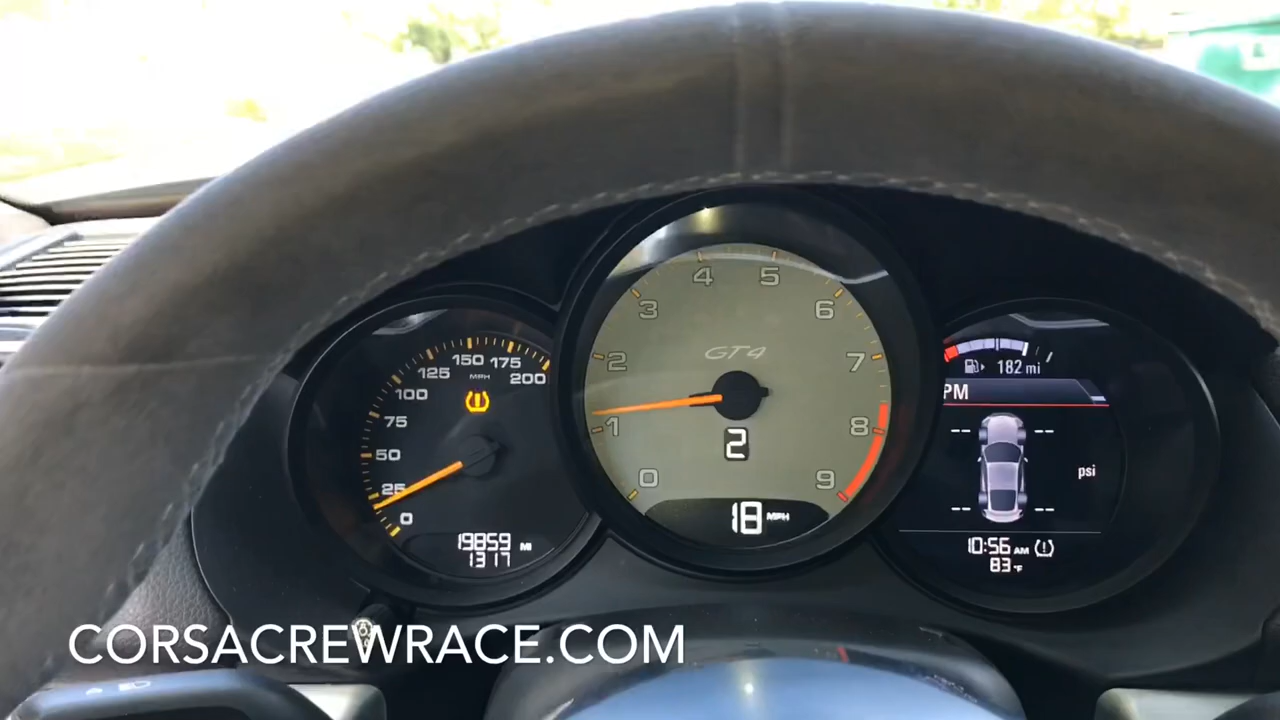 150
175
125
MPH
200
100
75
50
25
0
19859 MI
1317
4
5
3
6
GT4
2
7
1
8
2
0
9
18 MPH
182 mi
PM
-- --
psi
-- --
10:56 AM
83 °F
CORSACREWRACE.COM